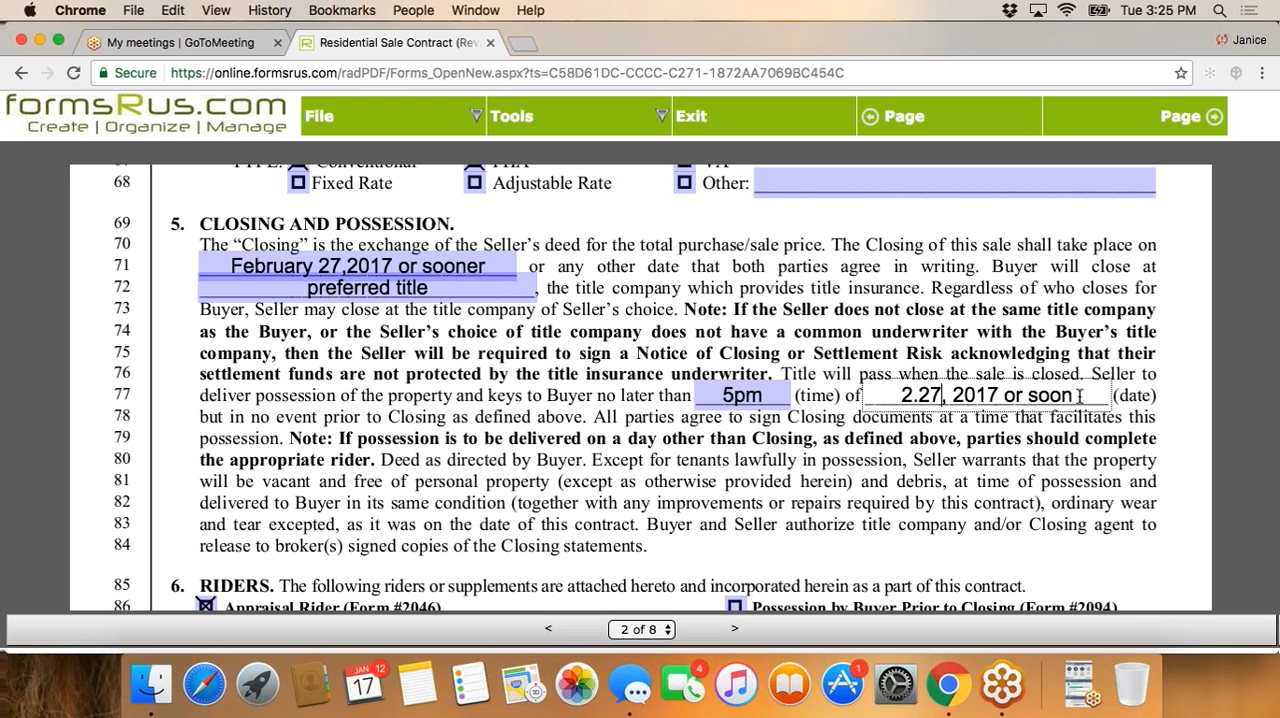 Chrome File Edit View History Bookmarks People Window Help Tue 3:25 PM
My meetings | GoToMeeting × Residential Sale Contract (Rev. × Janice
Secure https://online.formsrus.com/radPDF/Forms_OpenNew.aspx?ts=C58D61DC-CCCC-C271-1872AA7069BC454C
formsRus.com
Create | Organize | Manage
File Tools Exit Page Page
68 Fixed Rate Adjustable Rate Other:
69 5. CLOSING AND POSSESSION.
70 The “Closing” is the exchange of the Seller’s deed for the total purchase/sale price. The Closing of this sale shall take place on
71 February 27,2017 or sooner or any other date that both parties agree in writing. Buyer will close at
72 preferred title , the title company which provides title insurance. Regardless of who closes for
73 Buyer, Seller may close at the title company of Seller’s choice. Note: If the Seller does not close at the same title company
74 as the Buyer, or the Seller’s choice of title company does not have a common underwriter with the Buyer’s title
75 company, then the Seller will be required to sign a Notice of Closing or Settlement Risk acknowledging that their
76 settlement funds are not protected by the title insurance underwriter. Title will pass when the sale is closed. Seller to
77 deliver possession of the property and keys to Buyer no later than 5pm (time) of 2.27, 2017 or soon (date)
78 but in no event prior to Closing as defined above. All parties agree to sign Closing documents at a time that facilitates this
79 possession. Note: If possession is to be delivered on a day other than Closing, as defined above, parties should complete
80 the appropriate rider. Deed as directed by Buyer. Except for tenants lawfully in possession, Seller warrants that the property
81 will be vacant and free of personal property (except as otherwise provided herein) and debris, at time of possession and
82 delivered to Buyer in its same condition (together with any improvements or repairs required by this contract), ordinary wear
83 and tear excepted, as it was on the date of this contract. Buyer and Seller authorize title company and/or Closing agent to
84 release to broker(s) signed copies of the Closing statements.
85 6. RIDERS. The following riders or supplements are attached hereto and incorporated herein as a part of this contract.
86 Appraisal Rider (Form #2046) Possession by Buyer Prior to Closing (Form #2094)
< 2 of 8 >
JAN 12 4 1
17